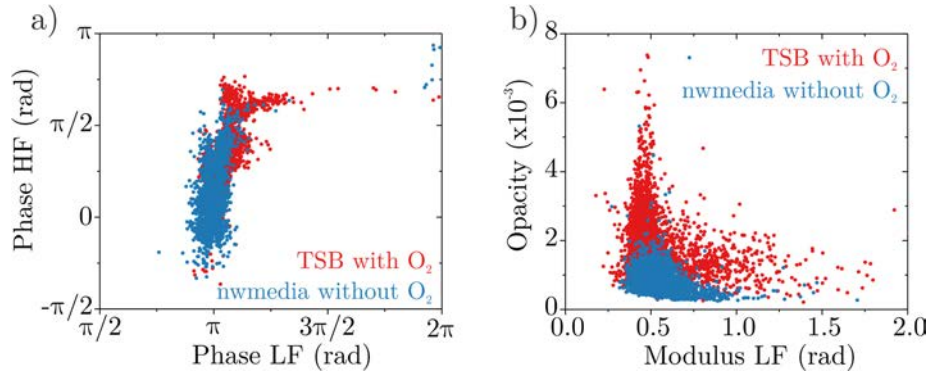 a)
π
π/2
0
-π/2
Phase HF (rad)
TSB with O₂
nwmedia without O₂
π/2
π
3π/2
2π
Phase LF (rad)
b)
8
6
4
2
0
Opacity (x10⁻³)
TSB with O₂
nwmedia without O₂
0.0
0.5
1.0
1.5
2.0
Modulus LF (rad)